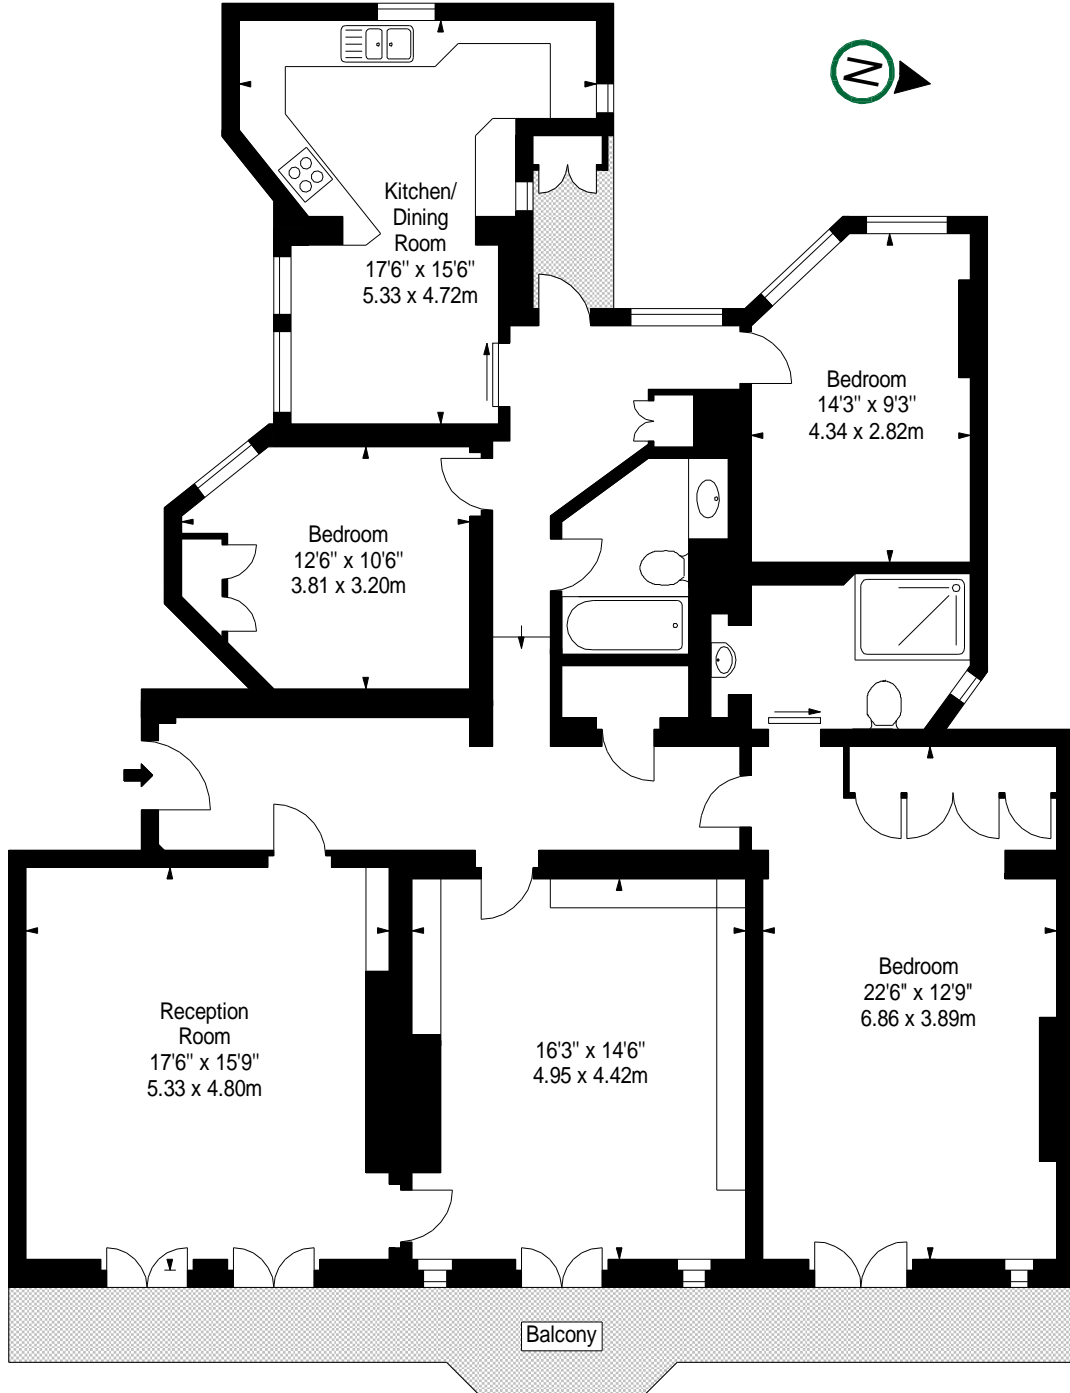 N
Kitchen/
Dining
Room
17'6" x 15'6"
5.33 x 4.72m
Bedroom
14'3" x 9'3"
4.34 x 2.82m
Bedroom
12'6" x 10'6"
3.81 x 3.20m
Bedroom
22'6" x 12'9"
6.86 x 3.89m
Reception
Room
17'6" x 15'9"
5.33 x 4.80m
16'3" x 14'6"
4.95 x 4.42m
Balcony